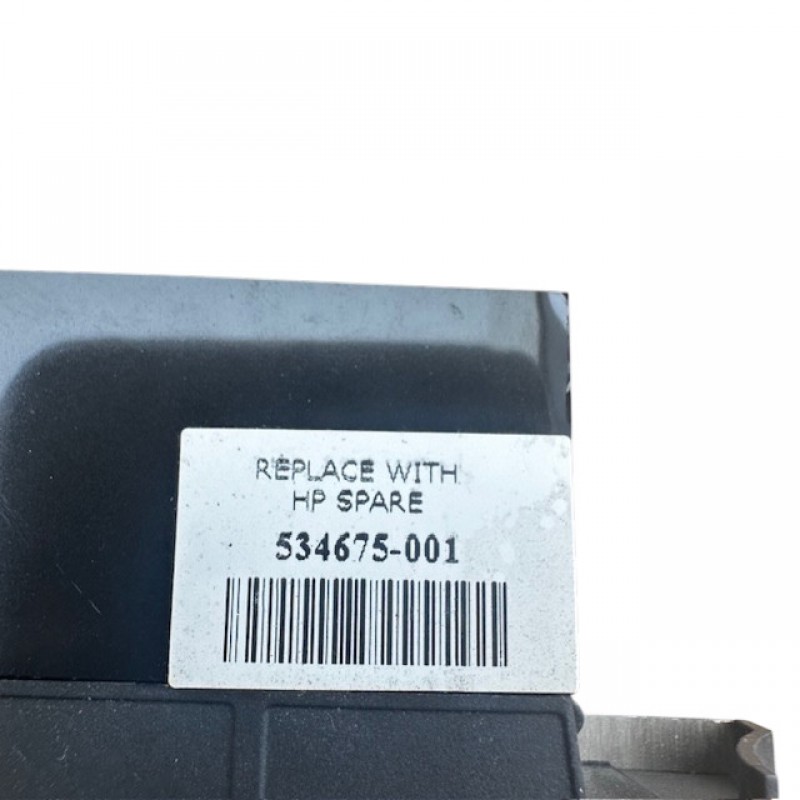 REPLACE WITH
HP SPARE
534675-001